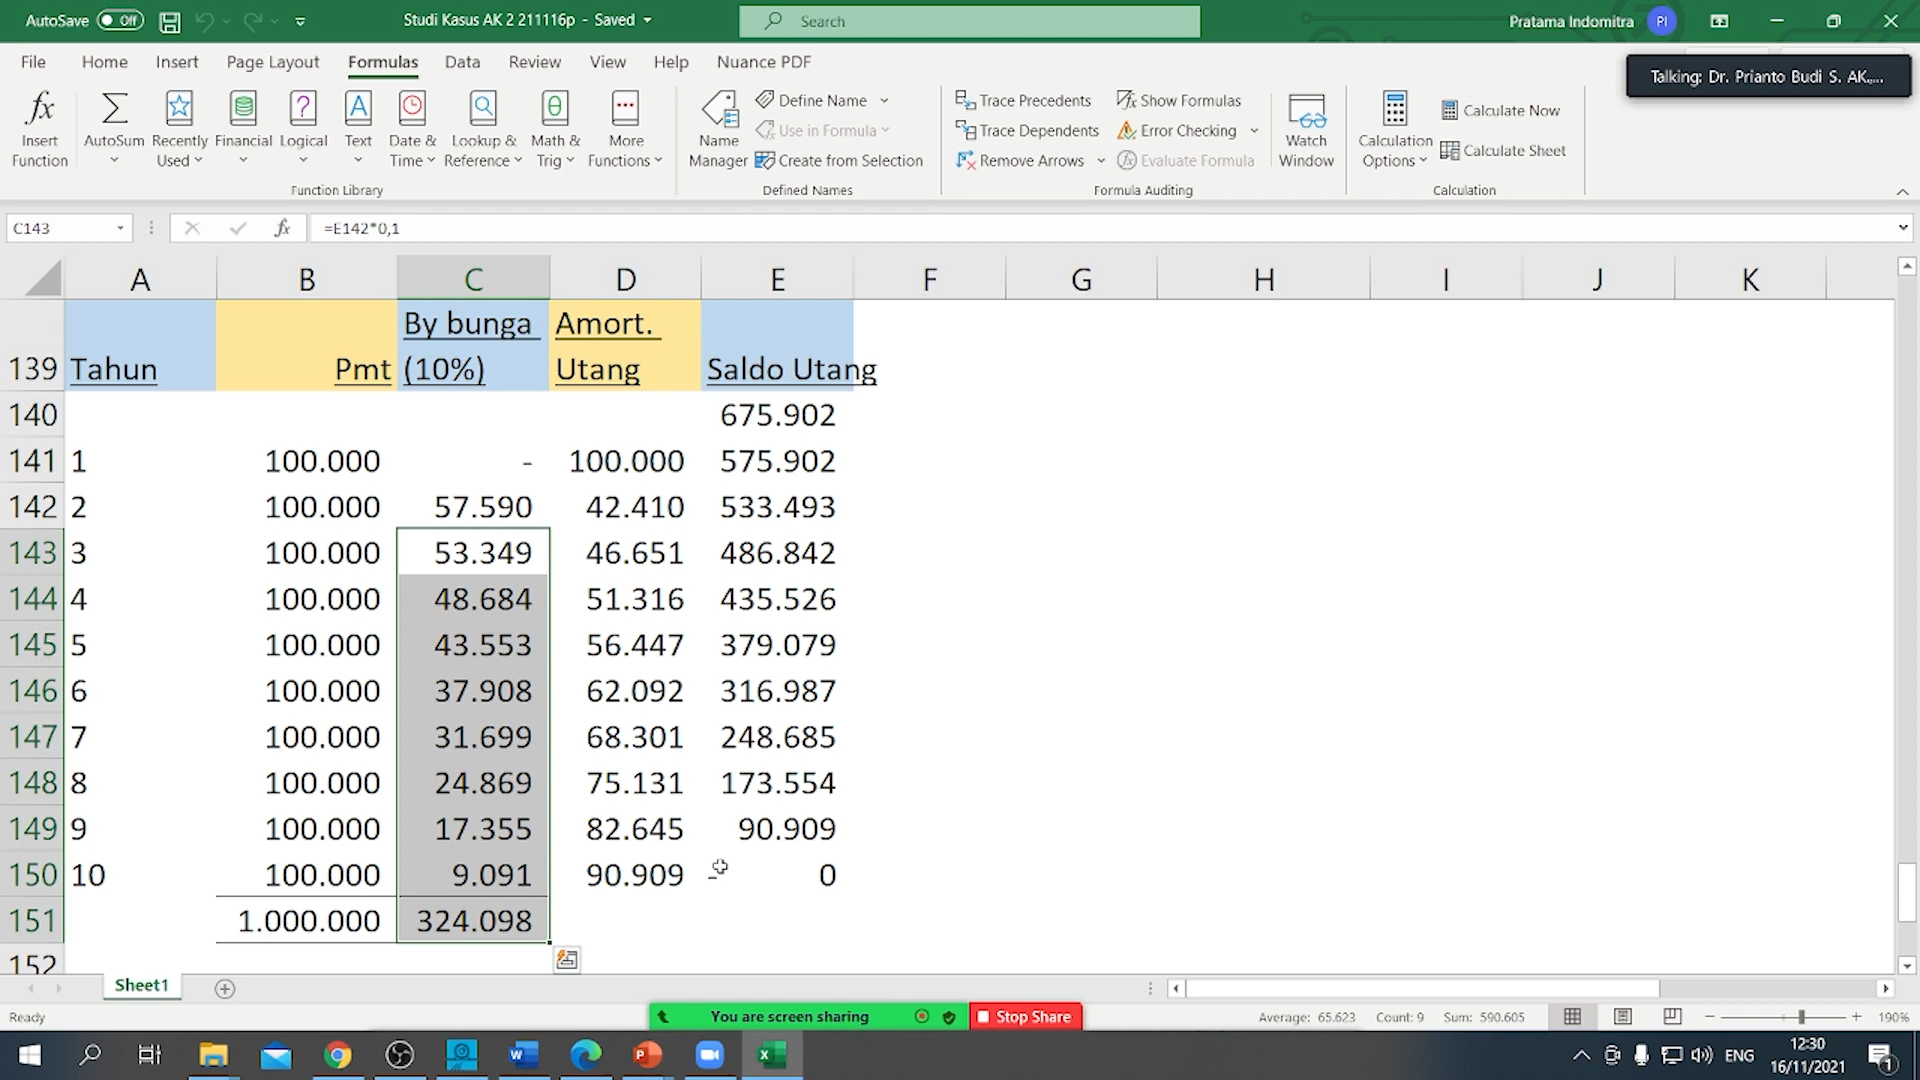 AutoSave Off Studi Kasus AK 2 211116p - Saved Search Pratama Indomitra PI
File Home Insert Page Layout Formulas Data Review View Help Nuance PDF
Talking: Dr. Prianto Budi S. AK,...
Insert Function AutoSum Recently Used Financial Logical Text Date & Time Lookup & Reference Math & Trig More Functions
Function Library
Name Manager Define Name Use in Formula Create from Selection
Defined Names
Trace Precedents Trace Dependents Remove Arrows Show Formulas Error Checking Evaluate Formula Watch Window
Formula Auditing
Calculation Options Calculate Now Calculate Sheet
Calculation
C143 fx =E142*0,1
A B C D E F G H I J K
139 Tahun Pmt By bunga (10%) Amort. Utang Saldo Utang
140 675.902
141 1 100.000 - 100.000 575.902
142 2 100.000 57.590 42.410 533.493
143 3 100.000 53.349 46.651 486.842
144 4 100.000 48.684 51.316 435.526
145 5 100.000 43.553 56.447 379.079
146 6 100.000 37.908 62.092 316.987
147 7 100.000 31.699 68.301 248.685
148 8 100.000 24.869 75.131 173.554
149 9 100.000 17.355 82.645 90.909
150 10 100.000 9.091 90.909 0
151 1.000.000 324.098
152
Sheet1
Ready You are screen sharing Stop Share Average: 65.623 Count: 9 Sum: 590.605 190%
ENG 12:30
16/11/2021 1